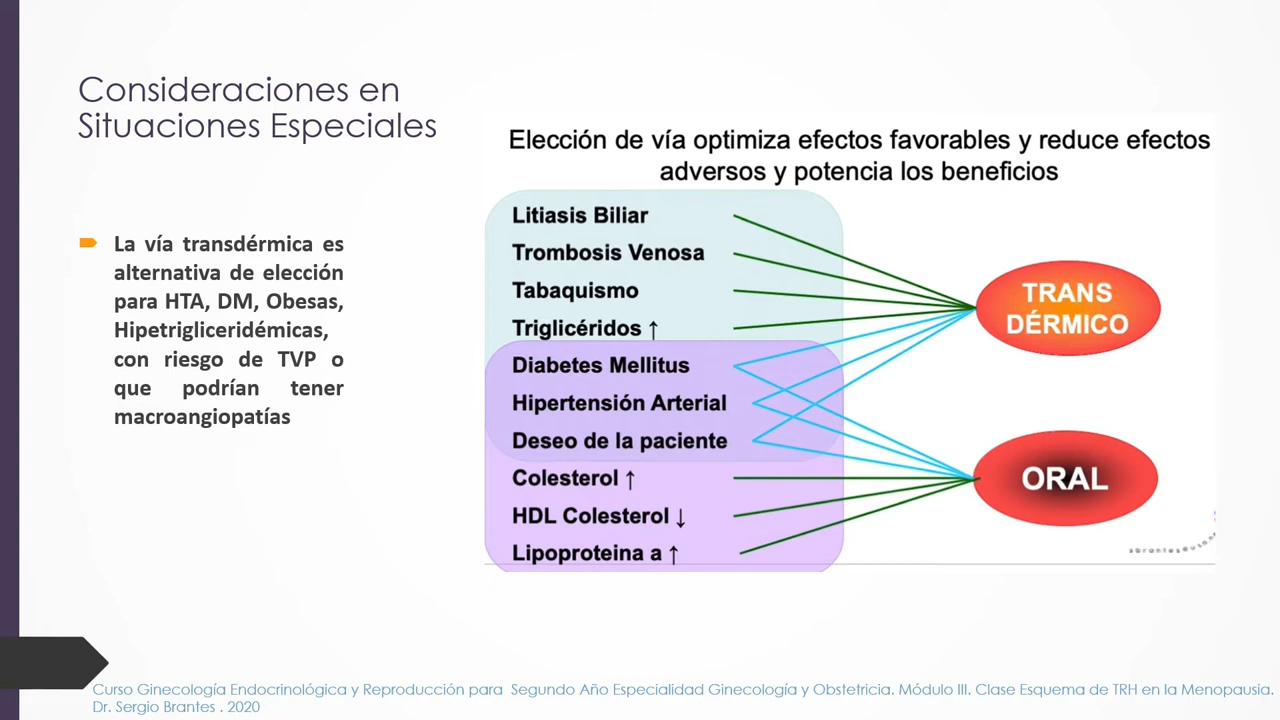 Consideraciones en
Situaciones Especiales
La vía transdérmica es
alternativa de elección
para HTA, DM, Obesas,
Hipetrigliceridémicas,
con riesgo de TVP o
que podrían tener
macroangiopatías
Elección de vía optimiza efectos favorables y reduce efectos
adversos y potencia los beneficios
Litiasis Biliar
Trombosis Venosa
Tabaquismo
Triglicéridos ↑
Diabetes Mellitus
Hipertensión Arterial
Deseo de la paciente
Colesterol ↑
HDL Colesterol ↓
Lipoproteina a ↑
TRANS
DÉRMICO
ORAL
Curso Ginecología Endocrinológica y Reproducción para Segundo Año Especialidad Ginecología y Obstetricia. Módulo III. Clase Esquema de TRH en la Menopausia.
Dr. Sergio Brantes . 2020